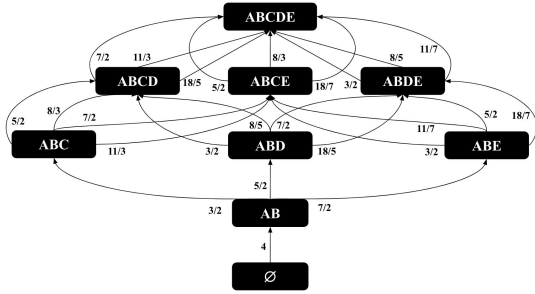 ABCDE
7/2 11/3 8/3 8/5 11/7
ABCD 18/5 5/2 ABCE 18/7 3/2 ABDE
5/2 8/3 7/2 8/5 7/2 5/2 18/7
ABC 11/3 3/2 ABD 18/5 11/7 3/2 ABE
5/2
3/2 AB 7/2
4
∅